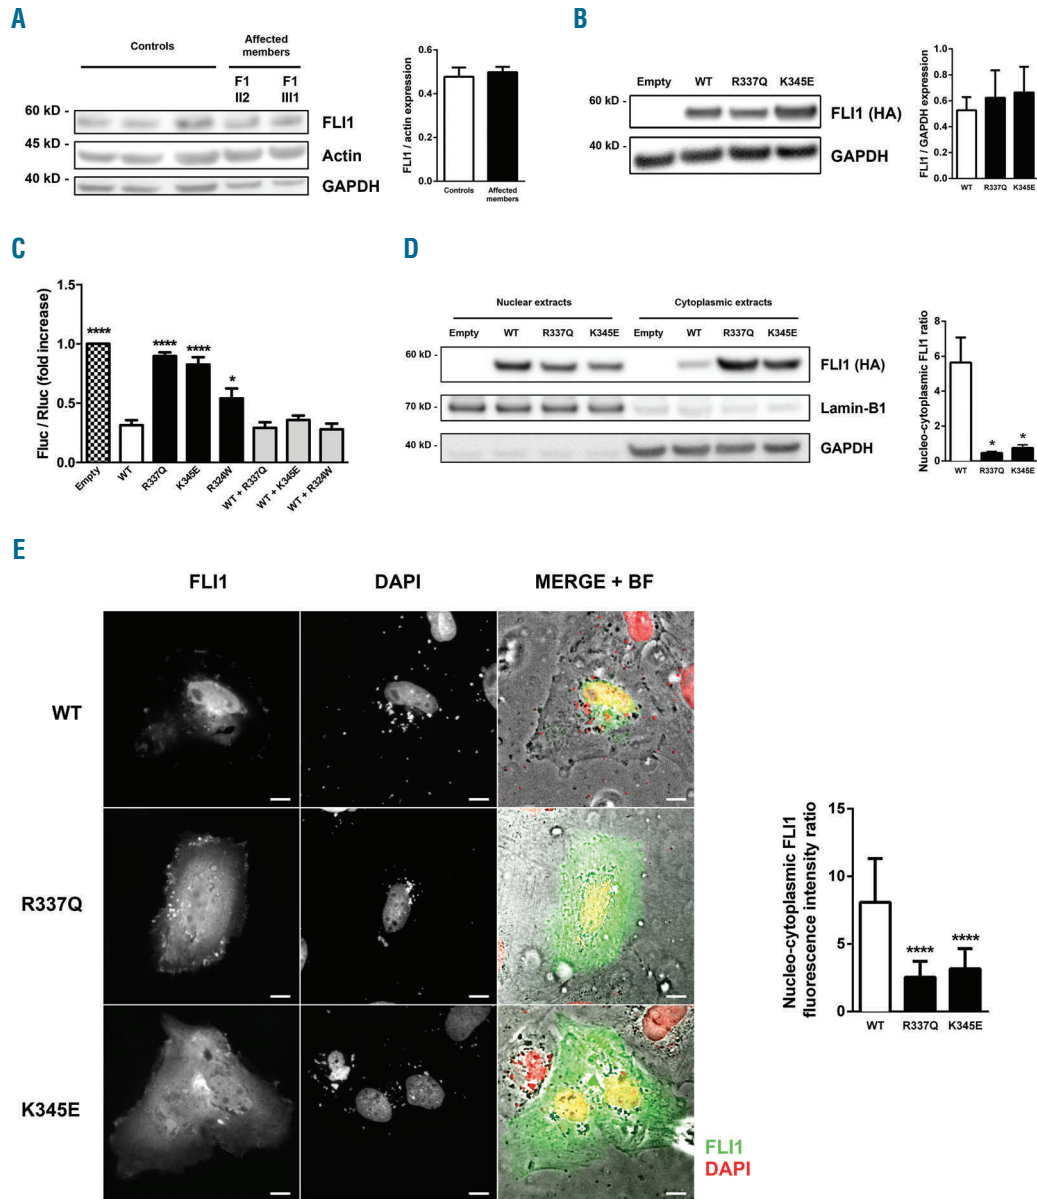 A
Controls
Affected
members
F1
II2
F1
III1
60 kD -
FLI1
45 kD -
Actin
40 kD -
GAPDH
FLI1 / actin expression
0.6
0.4
0.2
0.0
Controls
Affected
members
B
Empty
WT
R337Q
K345E
60 kD -
FLI1 (HA)
40 kD -
GAPDH
FLI1 / GAPDH expression
1.0
0.8
0.6
0.4
0.2
0.0
WT
R337Q
K345E
C
Fluc / Rluc (fold increase)
1.5
1.0
0.5
0.0
****
****
****
*
Empty
WT
R337Q
K345E
R324W
WT + R337Q
WT + K345E
WT + R324W
D
Nuclear extracts
Cytoplasmic extracts
Empty
WT
R337Q
K345E
Empty
WT
R337Q
K345E
60 kD -
FLI1 (HA)
70 kD -
Lamin-B1
40 kD -
GAPDH
Nucleo-cytoplasmic FLI1 ratio
8
6
4
2
0
*
*
WT
R337Q
K345E
E
FLI1
DAPI
MERGE + BF
WT
R337Q
K345E
FLI1
DAPI
Nucleo-cytoplasmic FLI1
fluorescence intensity ratio
15
10
5
0
****
****
WT
R337Q
K345E